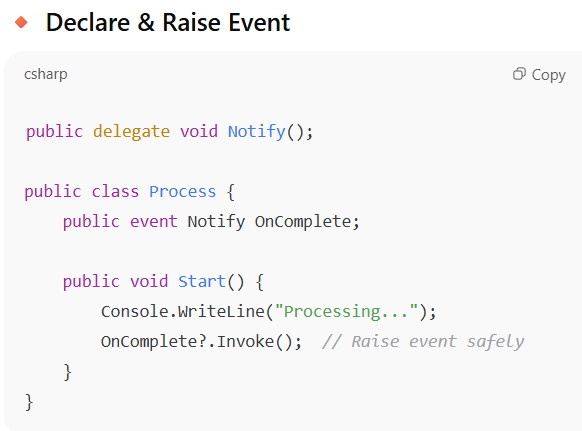 Declare & Raise Event
csharp
Copy
public delegate void Notify();
public class Process {
    public event Notify OnComplete;
    public void Start() {
        Console.WriteLine("Processing...");
        OnComplete?.Invoke();  // Raise event safely
    }
}